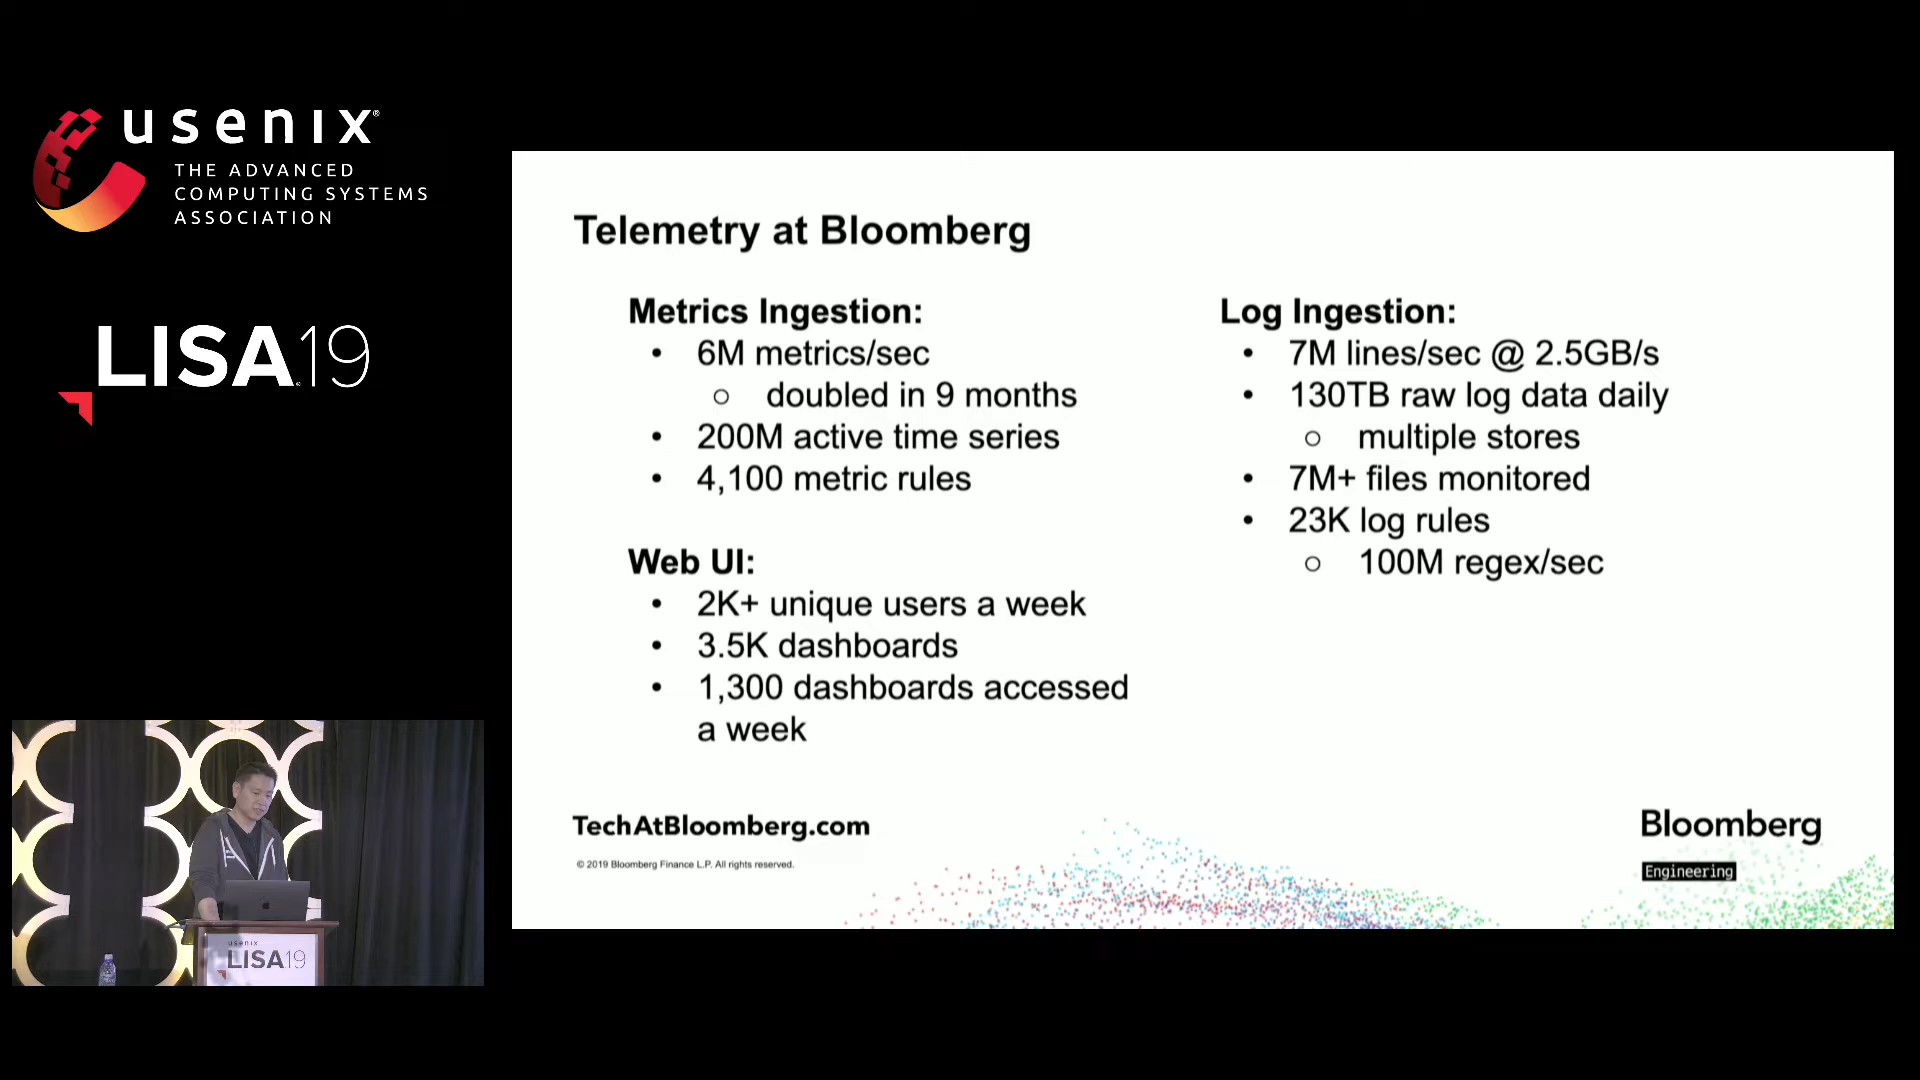 usenix®
THE ADVANCED
COMPUTING SYSTEMS
ASSOCIATION
LISA19
Telemetry at Bloomberg
Metrics Ingestion:
• 6M metrics/sec
○ doubled in 9 months
• 200M active time series
• 4,100 metric rules
Web UI:
• 2K+ unique users a week
• 3.5K dashboards
• 1,300 dashboards accessed
a week
Log Ingestion:
• 7M lines/sec @ 2.5GB/s
• 130TB raw log data daily
○ multiple stores
• 7M+ files monitored
• 23K log rules
○ 100M regex/sec
TechAtBloomberg.com
© 2019 Bloomberg Finance L.P. All rights reserved.
Bloomberg
Engineering
usenix
LISA19